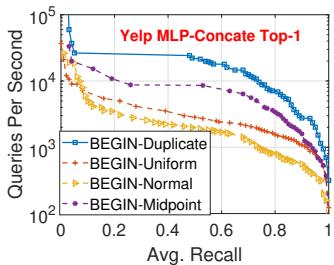 Yelp MLP-Concate Top-1
Queries Per Second
10^5
10^4
10^3
10^2
BEGIN-Duplicate
BEGIN-Uniform
BEGIN-Normal
BEGIN-Midpoint
0 0.2 0.4 0.6 0.8 1
Avg. Recall